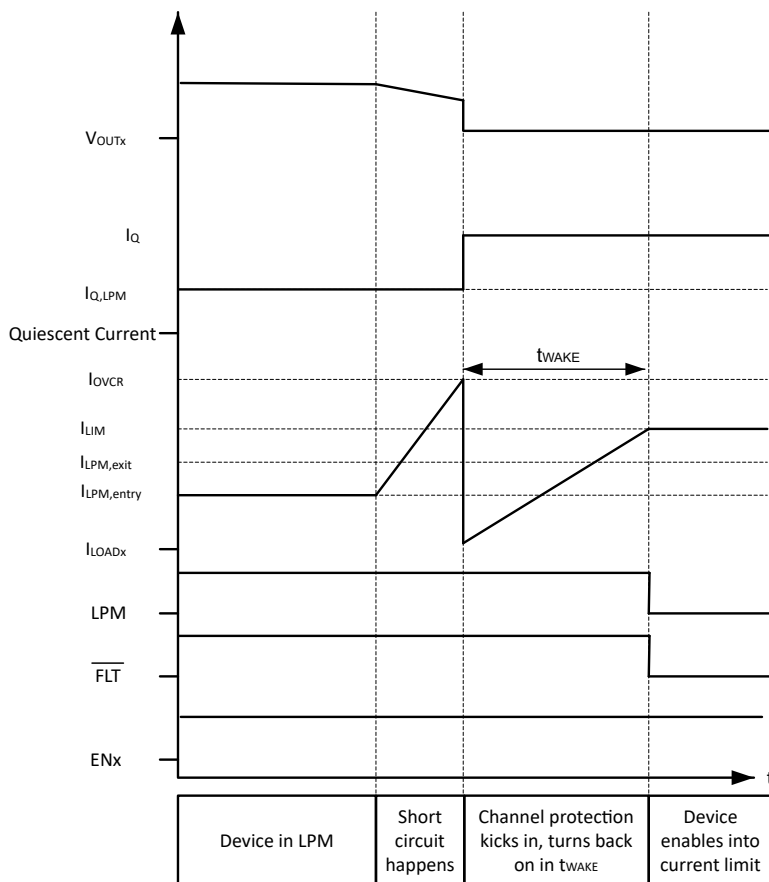 VOUTx
IQ
IQ,LPM
Quiescent Current
tWAKE
IOVCR
ILIM
ILPM,exit
ILPM,entry
ILOADx
LPM
FLT
ENx
t
Device in LPM
Short
circuit
happens
Channel protection
kicks in, turns back
on in tWAKE
Device
enables into
current limit